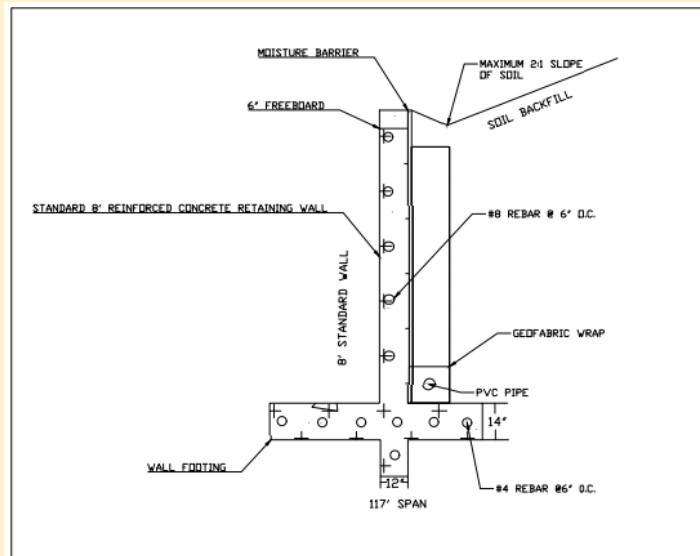 MOISTURE BARRIER
MAXIMUM 2:1 SLOPE
OF SOIL
6" FREEBOARD
SOIL BACKFILL
STANDARD 8' REINFORCED CONCRETE RETAINING WALL
#8 REBAR @ 6" O.C.
8' STANDARD WALL
GEOFABRIC WRAP
PVC PIPE
14"
WALL FOOTING
12"
#4 REBAR @6" O.C.
117' SPAN